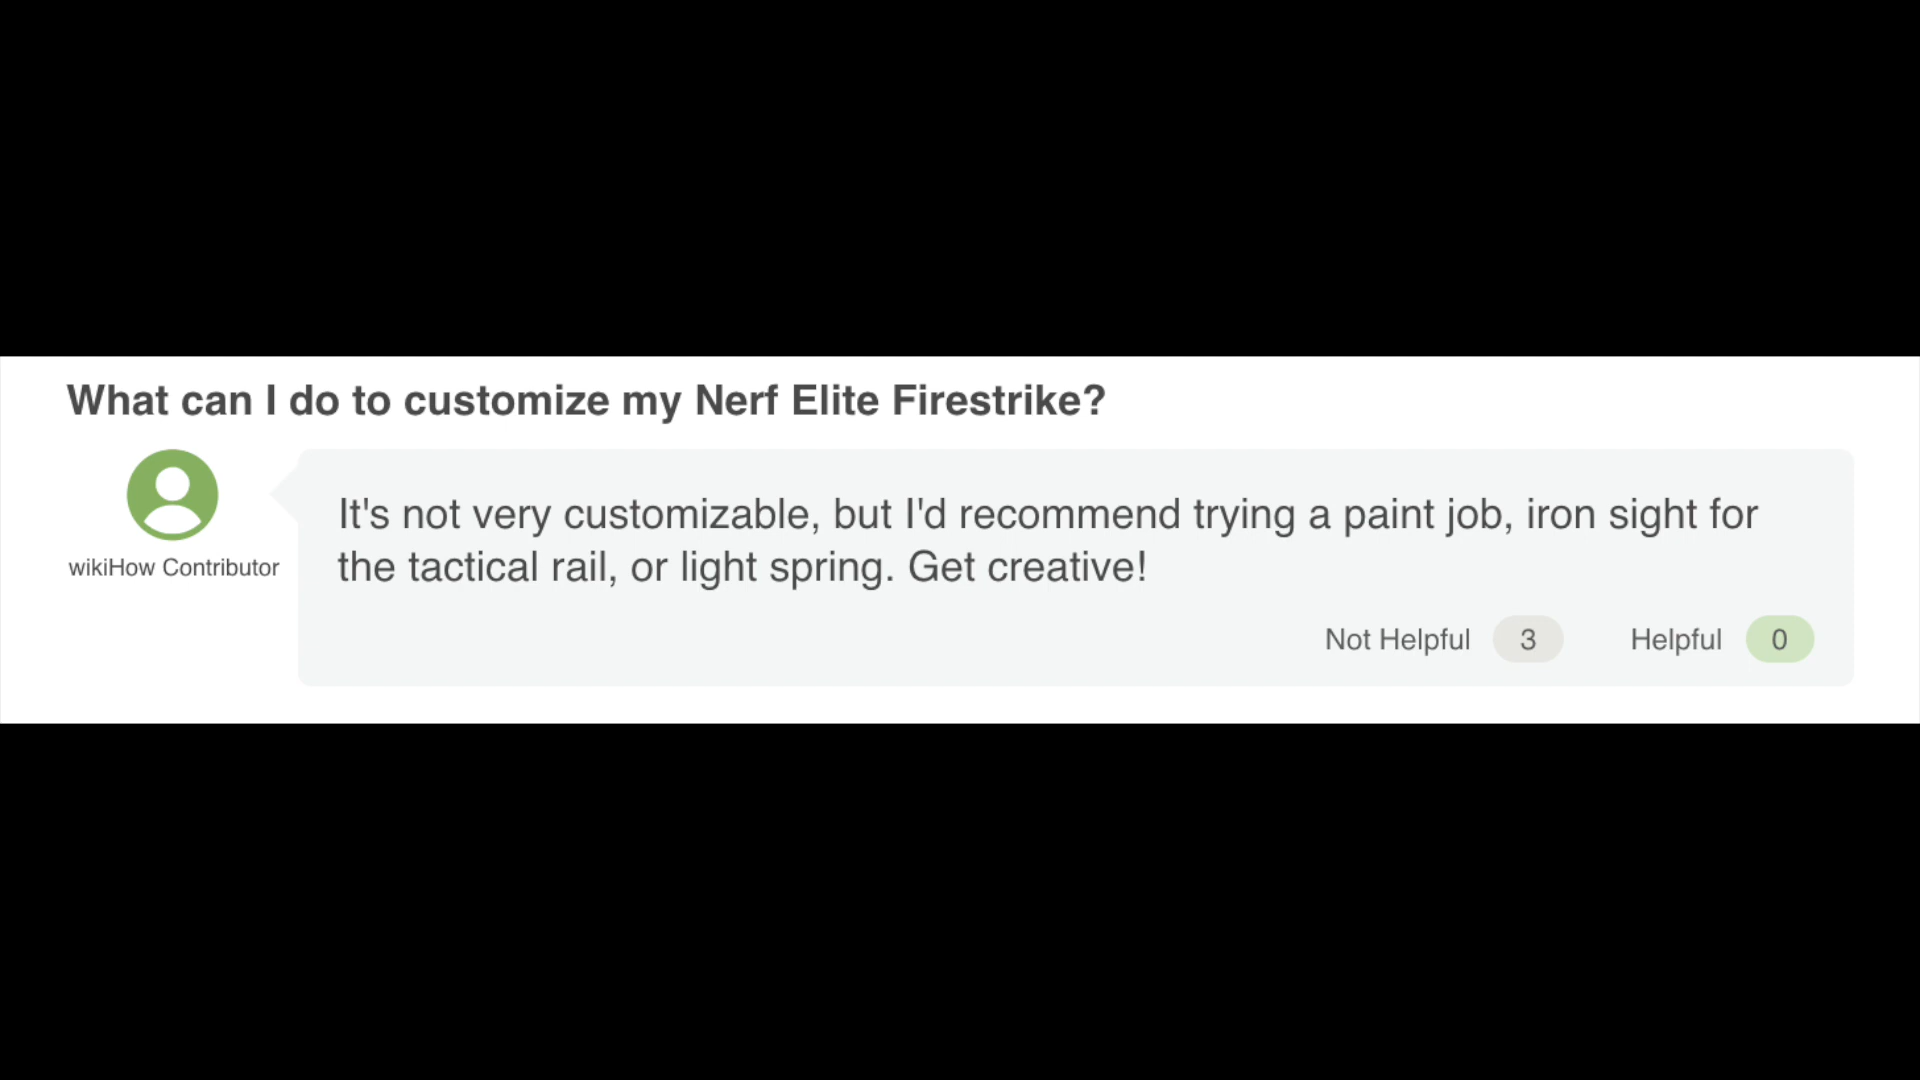 What can I do to customize my Nerf Elite Firestrike?
wikiHow Contributor
It's not very customizable, but I'd recommend trying a paint job, iron sight for
the tactical rail, or light spring. Get creative!
Not Helpful 3 Helpful 0